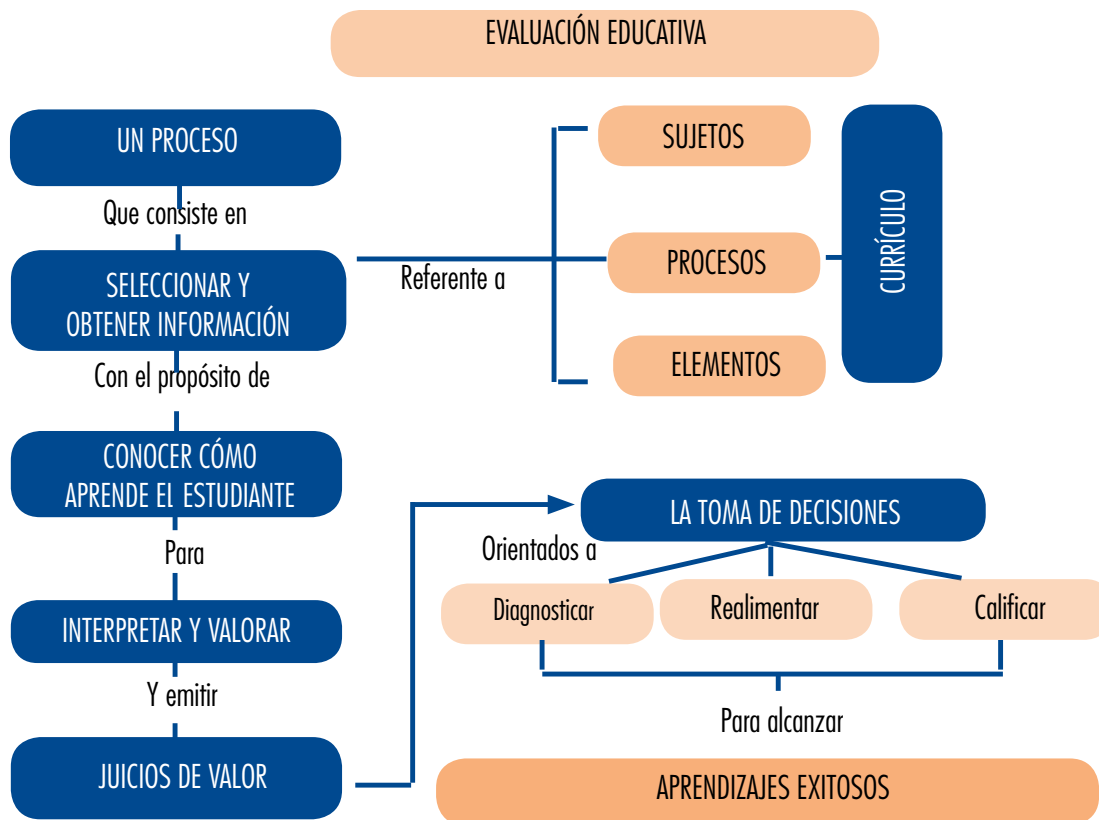 EVALUACIÓN EDUCATIVA
UN PROCESO
Que consiste en
SELECCIONAR Y
OBTENER INFORMACIÓN
Referente a
SUJETOS
PROCESOS
ELEMENTOS
CURRÍCULO
Con el propósito de
CONOCER CÓMO
APRENDE EL ESTUDIANTE
Para
INTERPRETAR Y VALORAR
Y emitir
JUICIOS DE VALOR
Orientados a
LA TOMA DE DECISIONES
Diagnosticar
Realimentar
Calificar
Para alcanzar
APRENDIZAJES EXITOSOS